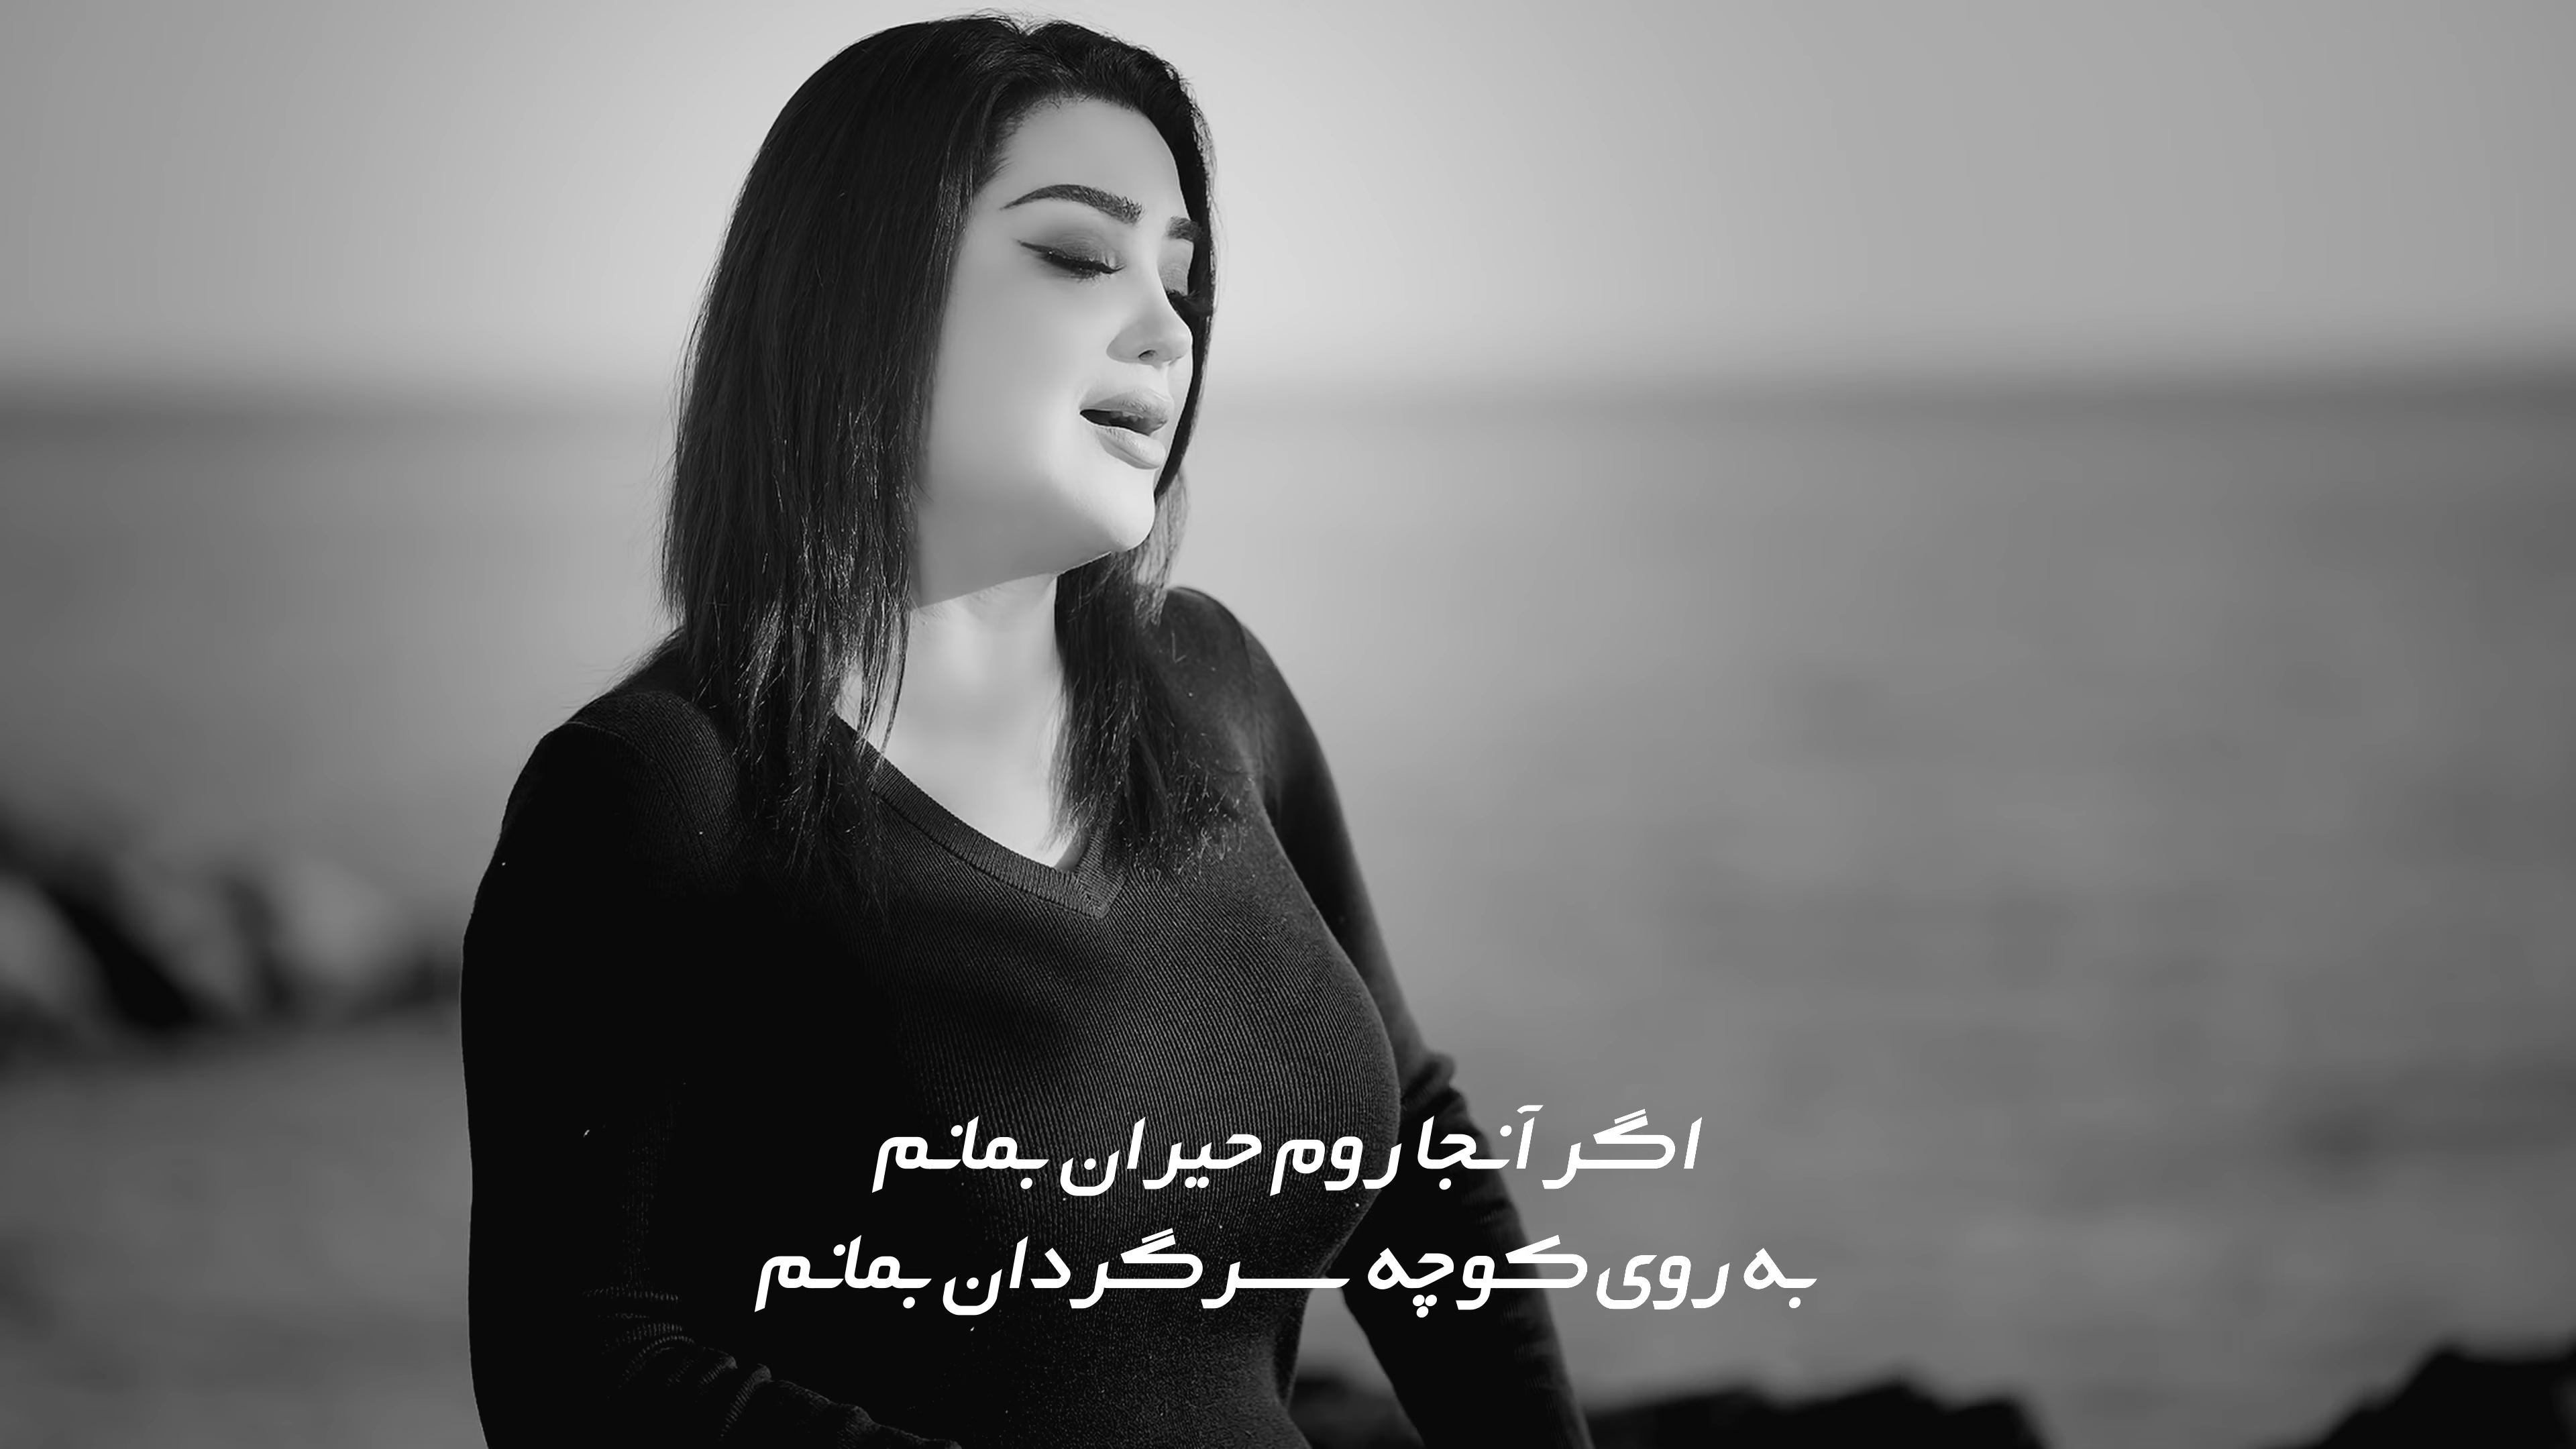 اگر آنجا روم حیران بمانم
به روی کوچه سرگردان بمانم